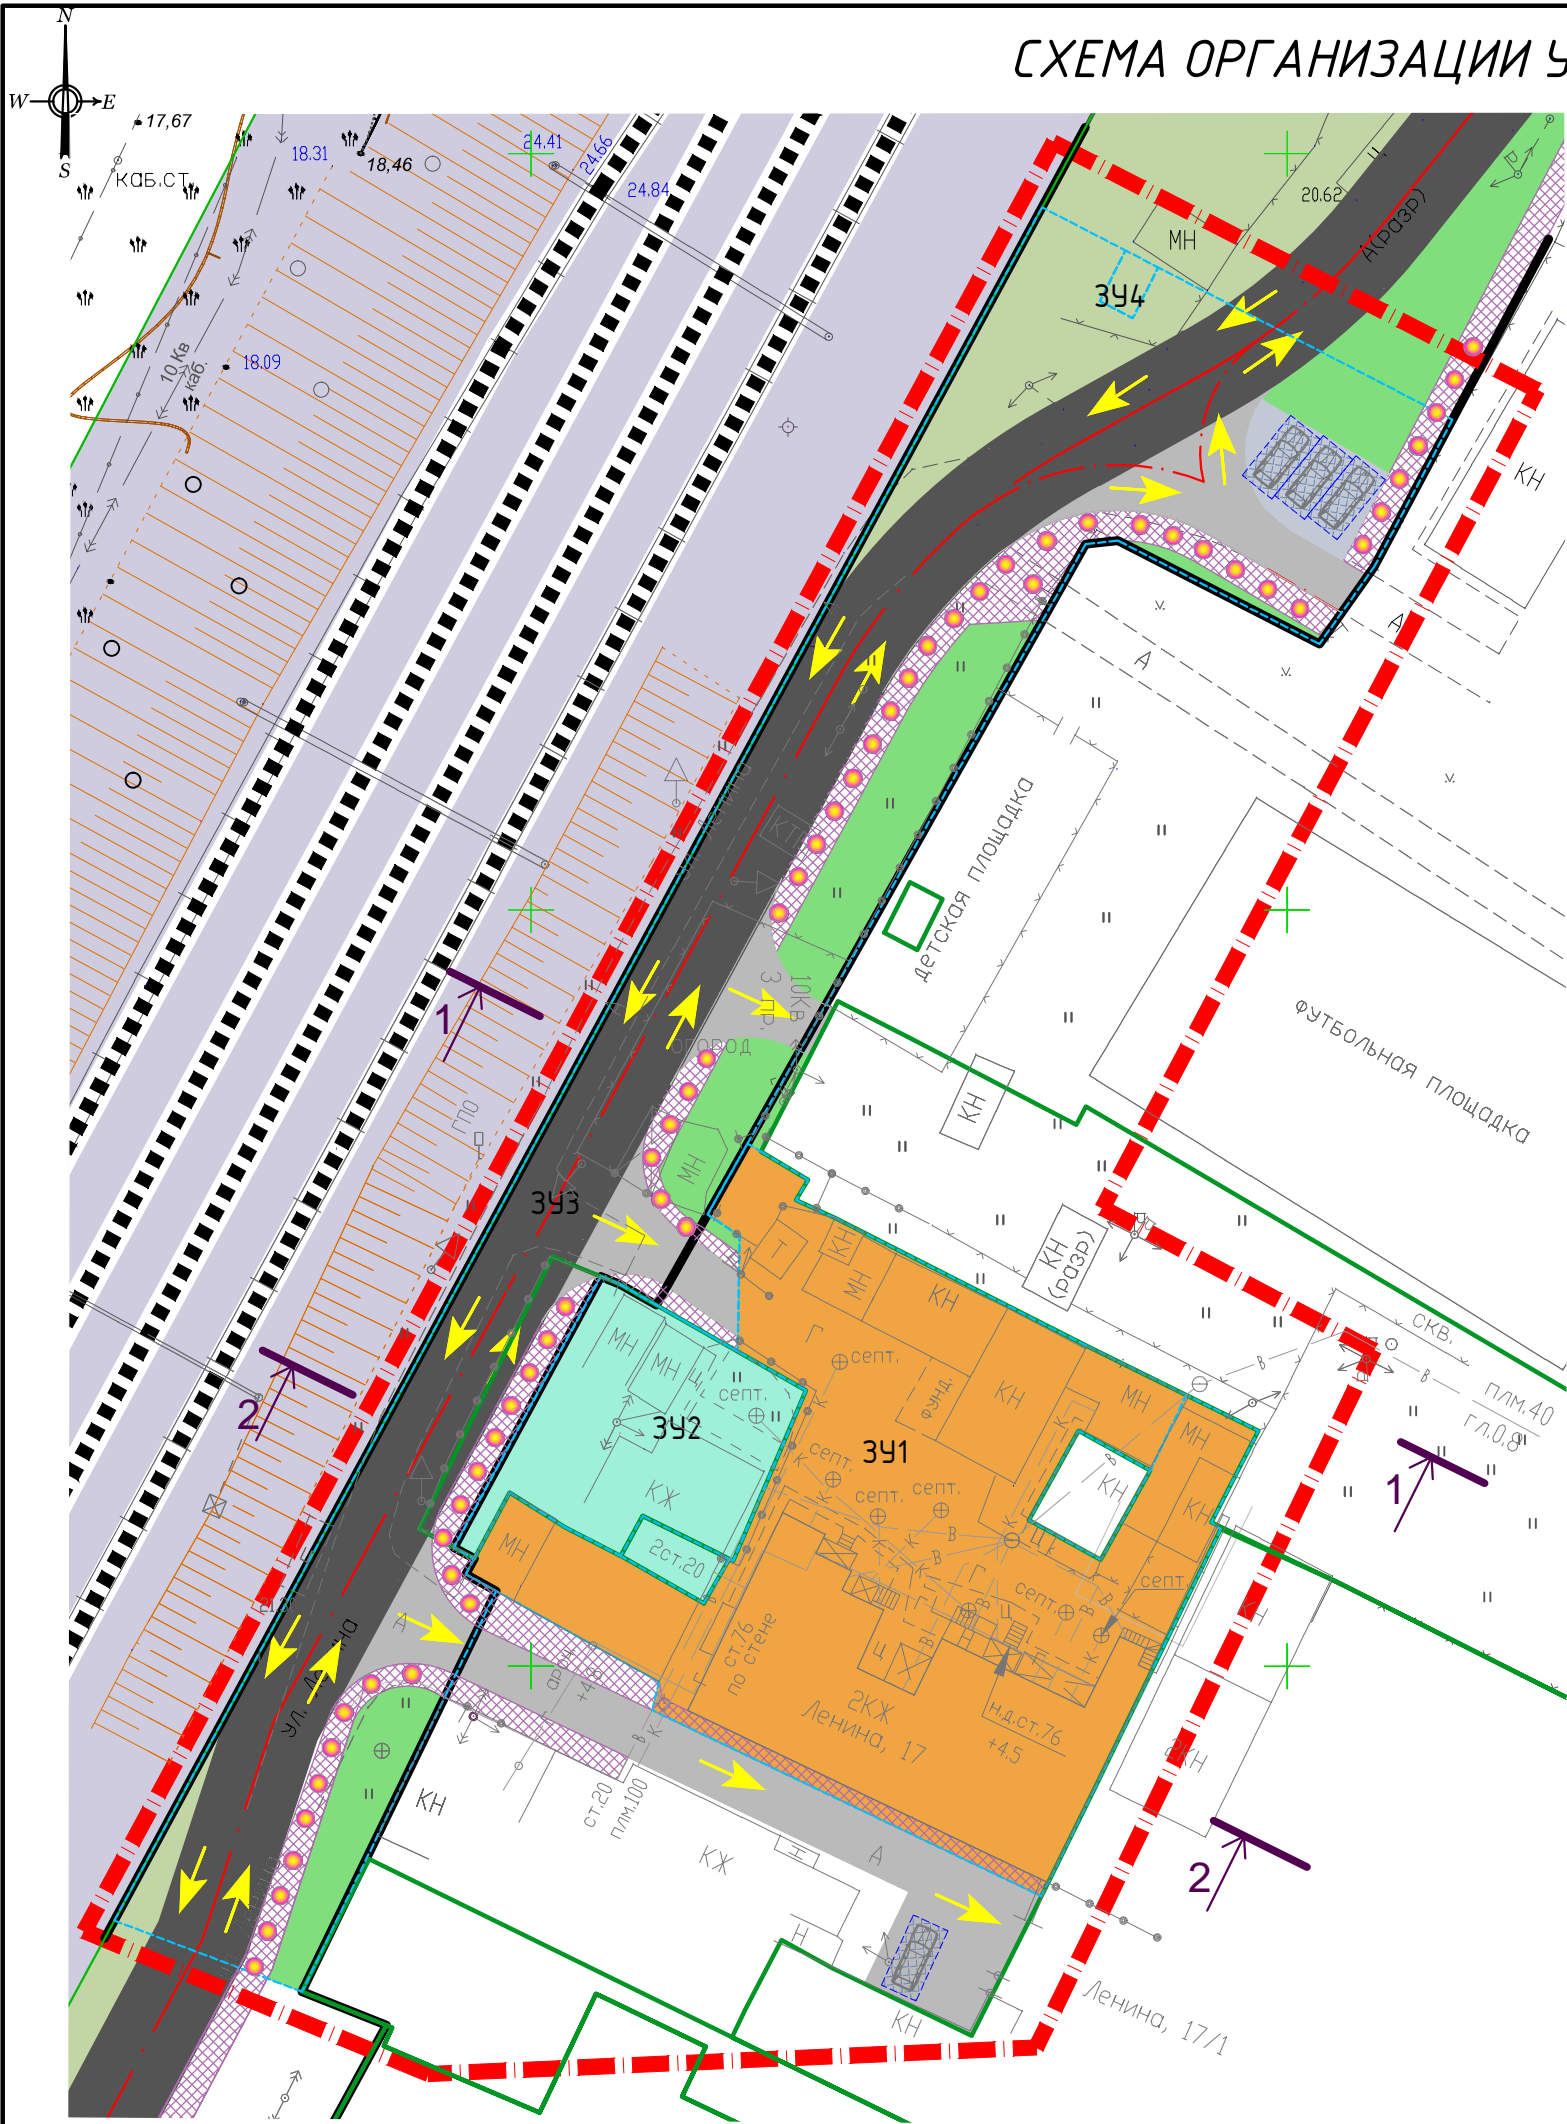 N
W E
S
СХЕМА ОРГАНИЗАЦИИ У
17,67
каб.ст
18.31
18,46
24.41
24.66
24.84
20.62
А(разр)
МН
ЗУ4
10 Кв
каб.
18.09
КН
А
А
детская площадка
футбольная площадка
КТП
10Кв
3 пр.
огород
1
ГПО
МН
КН
ЗУ3
КН
(разр)
Т
КН
МН
КН
скв.
плм.40
гл.0.8
2
МН
МН
Ц
септ.
септ.
фунд.
КН
МН
МН
ЗУ2
ЗУ1
септ.
септ.
септ.
КЖ
КН
КН
1
МН
2ст.20
септ.
септ.
ст.76
по стене
2КЖ
Ленина, 17
н.д.ст.76
+4.5
2КН
ул. Ленина
КН
ст.20
плм.100
КЖ
Н
А
2
Н
КН
Ленина, 17/1